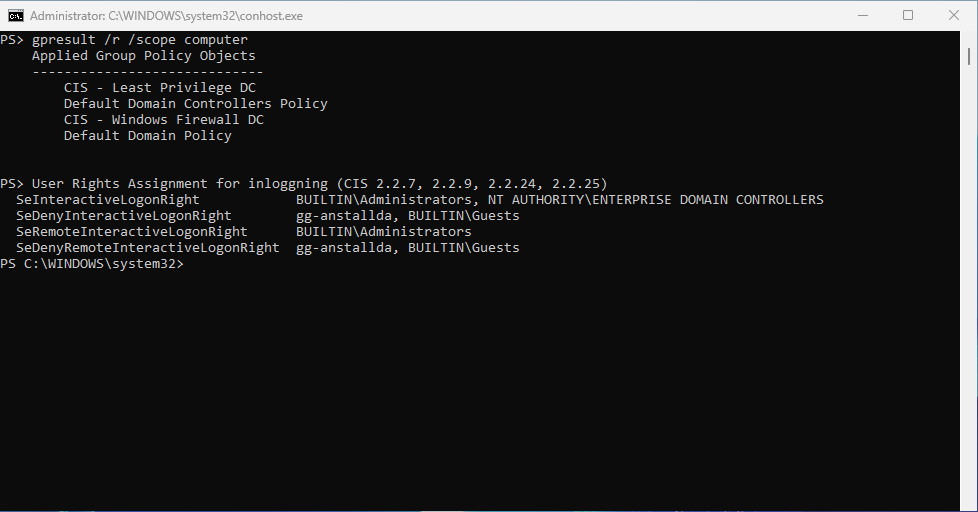 Administrator: C:\WINDOWS\system32\conhost.exe
PS> gpresult /r /scope computer
    Applied Group Policy Objects
    -----------------------------
        CIS - Least Privilege DC
        Default Domain Controllers Policy
        CIS - Windows Firewall DC
        Default Domain Policy
PS> User Rights Assignment for inloggning (CIS 2.2.7, 2.2.9, 2.2.24, 2.2.25)
  SeInteractiveLogonRight            BUILTIN\Administrators, NT AUTHORITY\ENTERPRISE DOMAIN CONTROLLERS
  SeDenyInteractiveLogonRight        gg-anstallda, BUILTIN\Guests
  SeRemoteInteractiveLogonRight      BUILTIN\Administrators
  SeDenyRemoteInteractiveLogonRight  gg-anstallda, BUILTIN\Guests
PS C:\WINDOWS\system32>